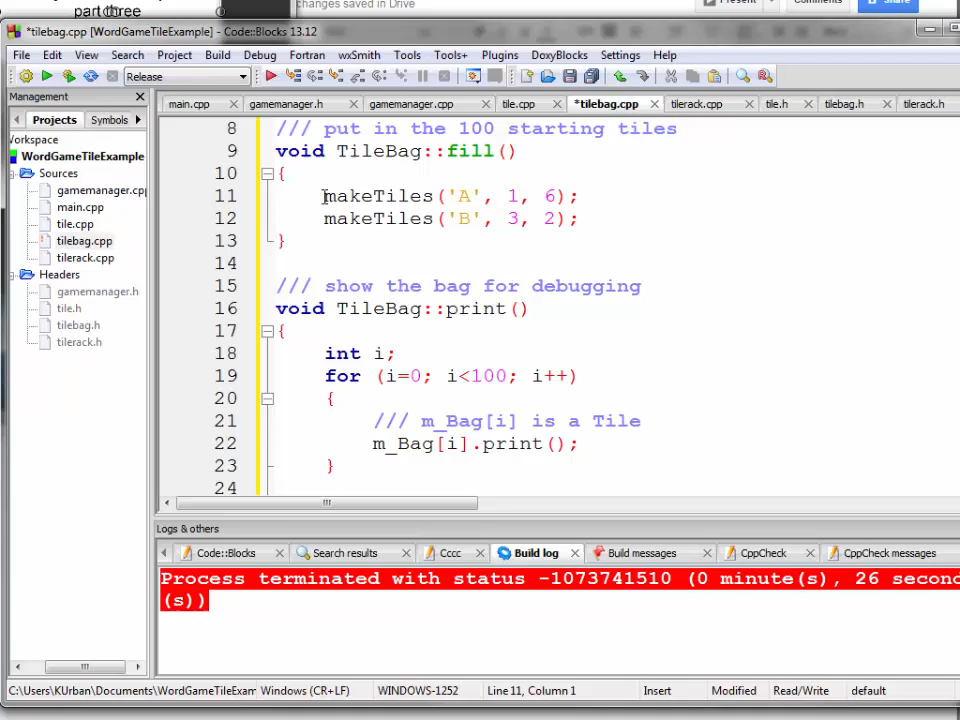 part three
changes saved in Drive
Present
Comments
Share
*tilebag.cpp [WordGameTileExample] - Code::Blocks 13.12
File Edit View Search Project Build Debug Fortran wxSmith Tools Tools+ Plugins DoxyBlocks Settings Help
Release
Management
main.cpp gamemanager.h gamemanager.cpp tile.cpp *tilebag.cpp tilerack.cpp tile.h tilebag.h tilerack.h
Projects Symbols
Vorkspace
WordGameTileExample
Sources
gamemanager.cpp
main.cpp
tile.cpp
tilebag.cpp
tilerack.cpp
Headers
gamemanager.h
tile.h
tilebag.h
tilerack.h
8 /// put in the 100 starting tiles
9 void TileBag::fill()
10 {
11 makeTiles('A', 1, 6);
12 makeTiles('B', 3, 2);
13 }
14
15 /// show the bag for debugging
16 void TileBag::print()
17 {
18 int i;
19 for (i=0; i<100; i++)
20 {
21 /// m_Bag[i] is a Tile
22 m_Bag[i].print();
23 }
24
Logs & others
Code::Blocks Search results Cccc Build log Build messages CppCheck CppCheck messages
Process terminated with status -1073741510 (0 minute(s), 26 second
(s))
C:\Users\KUrban\Documents\WordGameTileExam Windows (CR+LF) WINDOWS-1252 Line 11, Column 1 Insert Modified Read/Write default